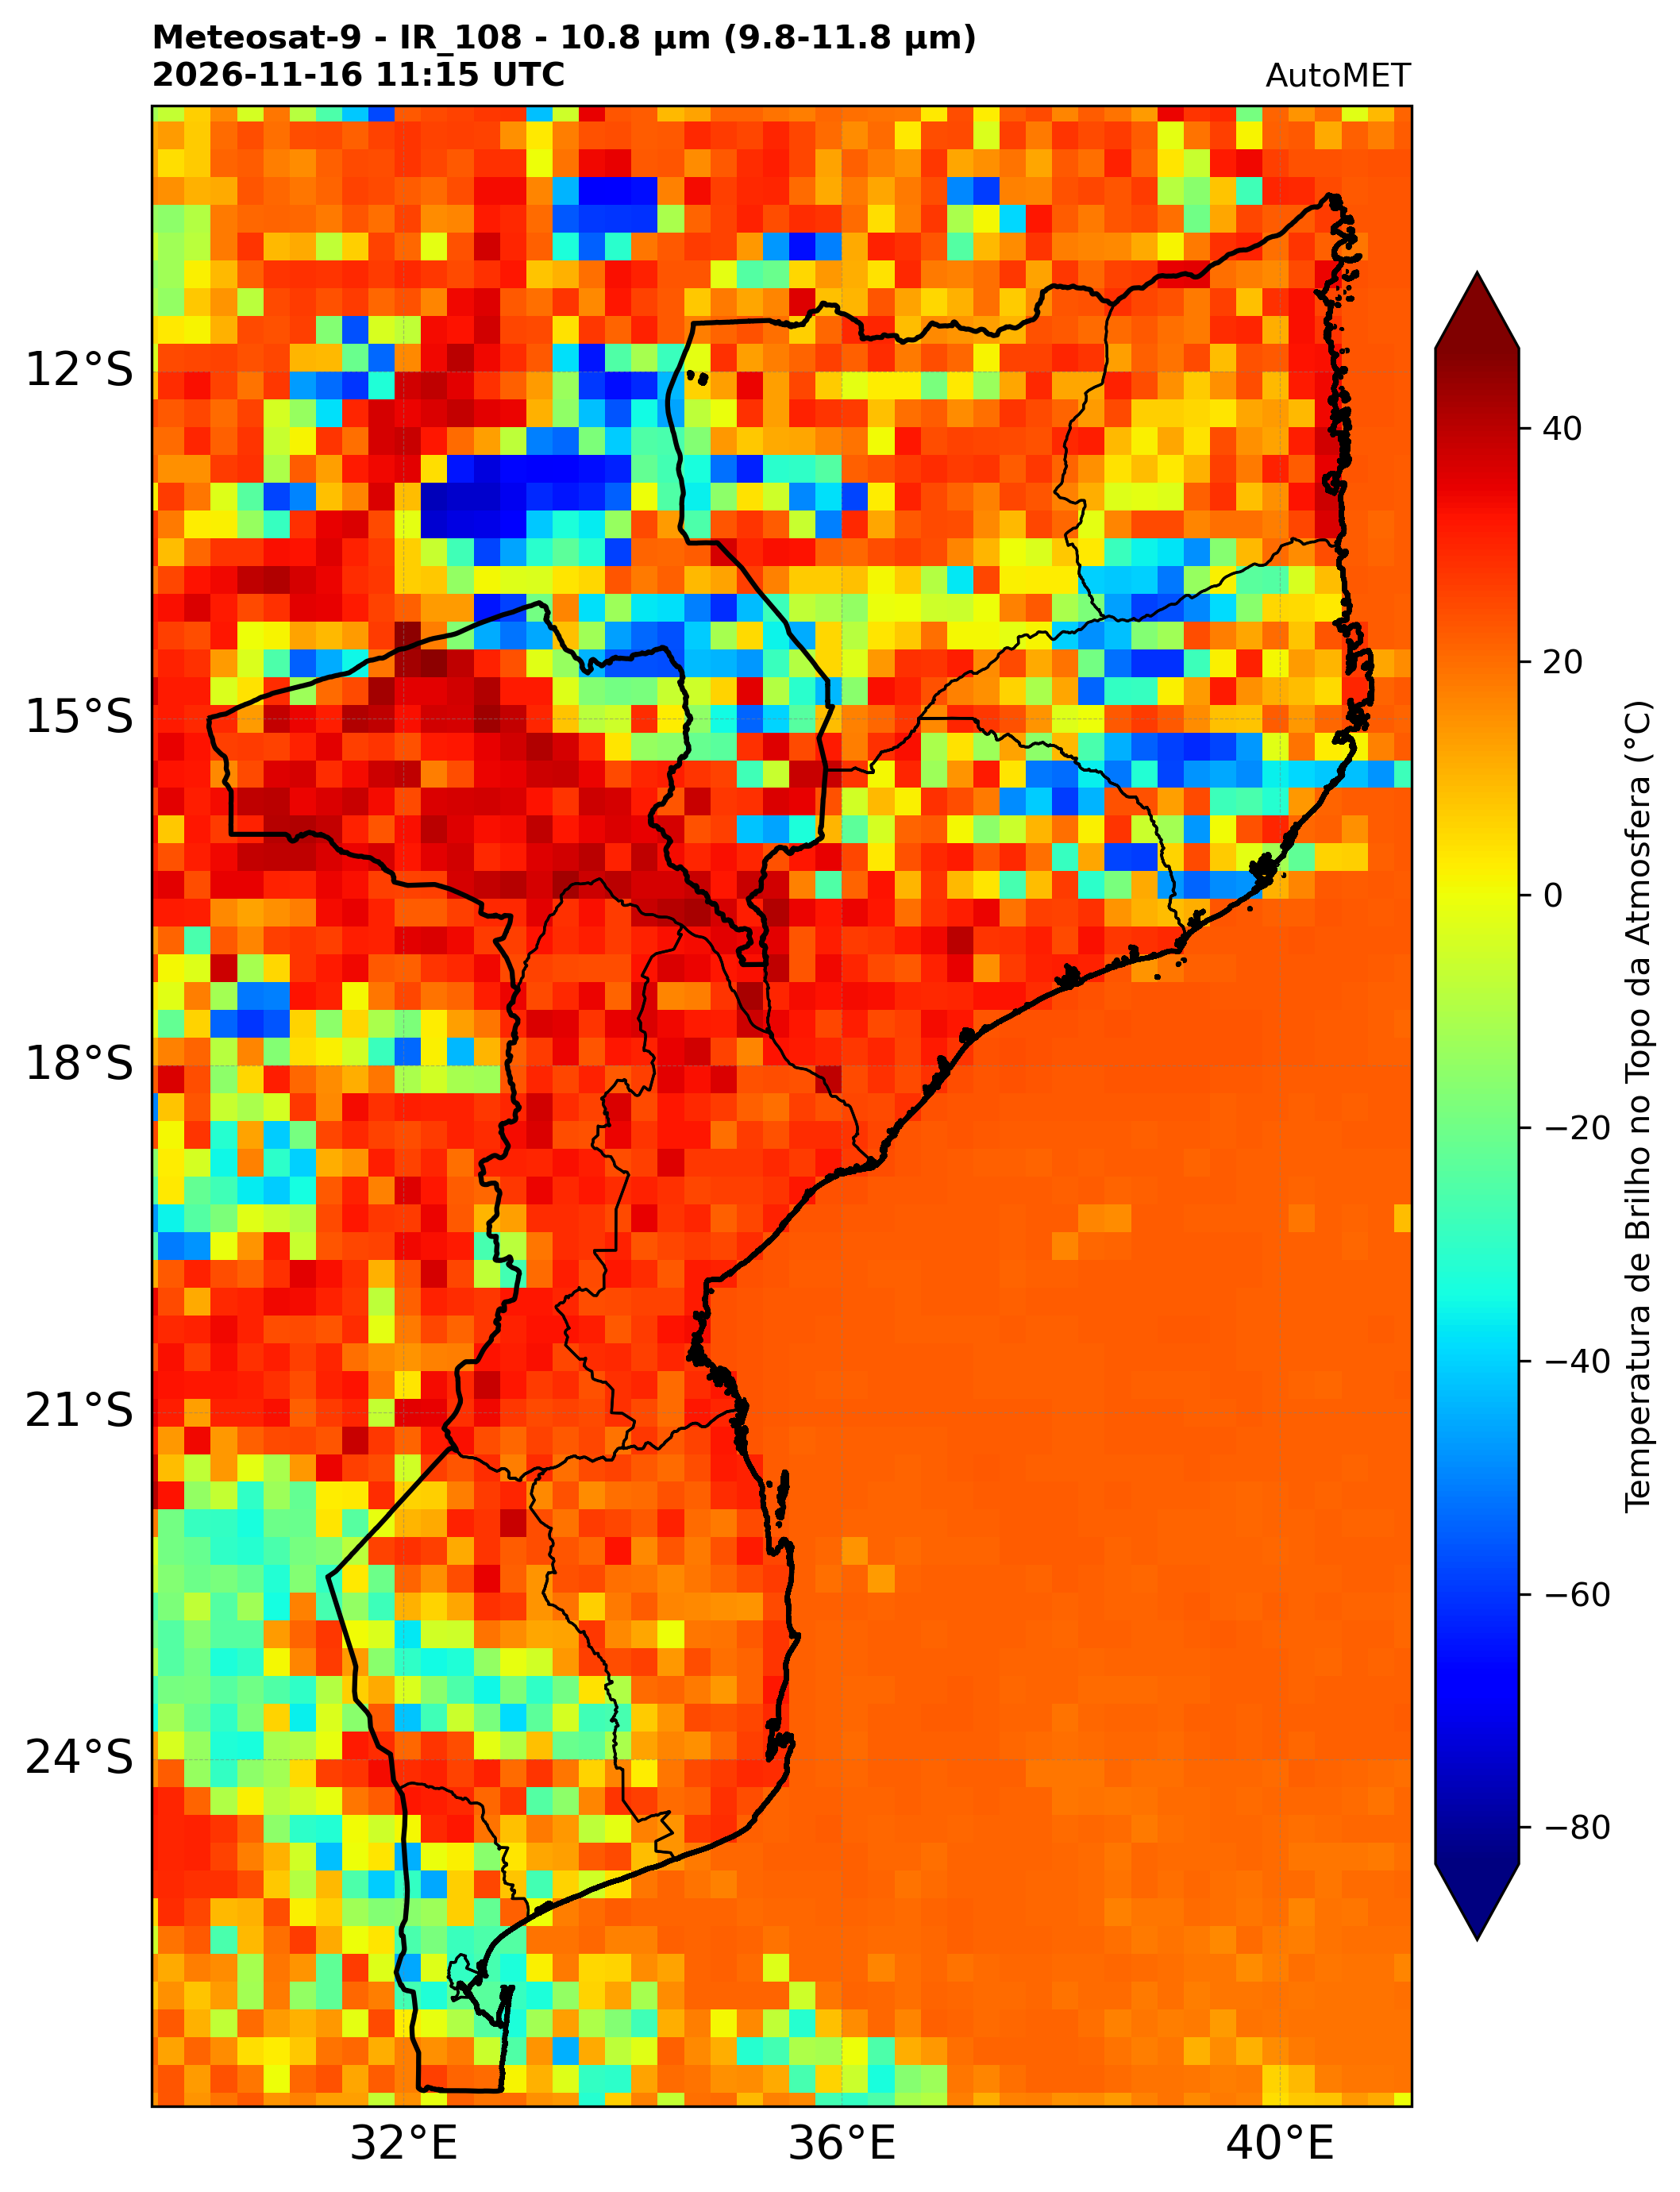 Meteosat-9 - IR_108 - 10.8 µm (9.8-11.8 µm)
2026-11-16 11:15 UTC
AutoMET
12°S
15°S
18°S
21°S
24°S
32°E
36°E
40°E
40
20
0
−20
−40
−60
−80
Temperatura de Brilho no Topo da Atmosfera (°C)